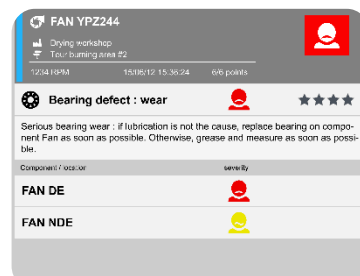 FAN YPZ244
Drying workshop
Tour burning area #2
1234 RPM 15/06/12 15:36:24 6/6 points
Bearing defect : wear
Serious bearing wear : if lubrication is not the cause, replace bearing on compo-
nent Fan as soon as possible. Otherwise, grease and measure as soon as possi-
ble.
Component / location severity
FAN DE
FAN NDE